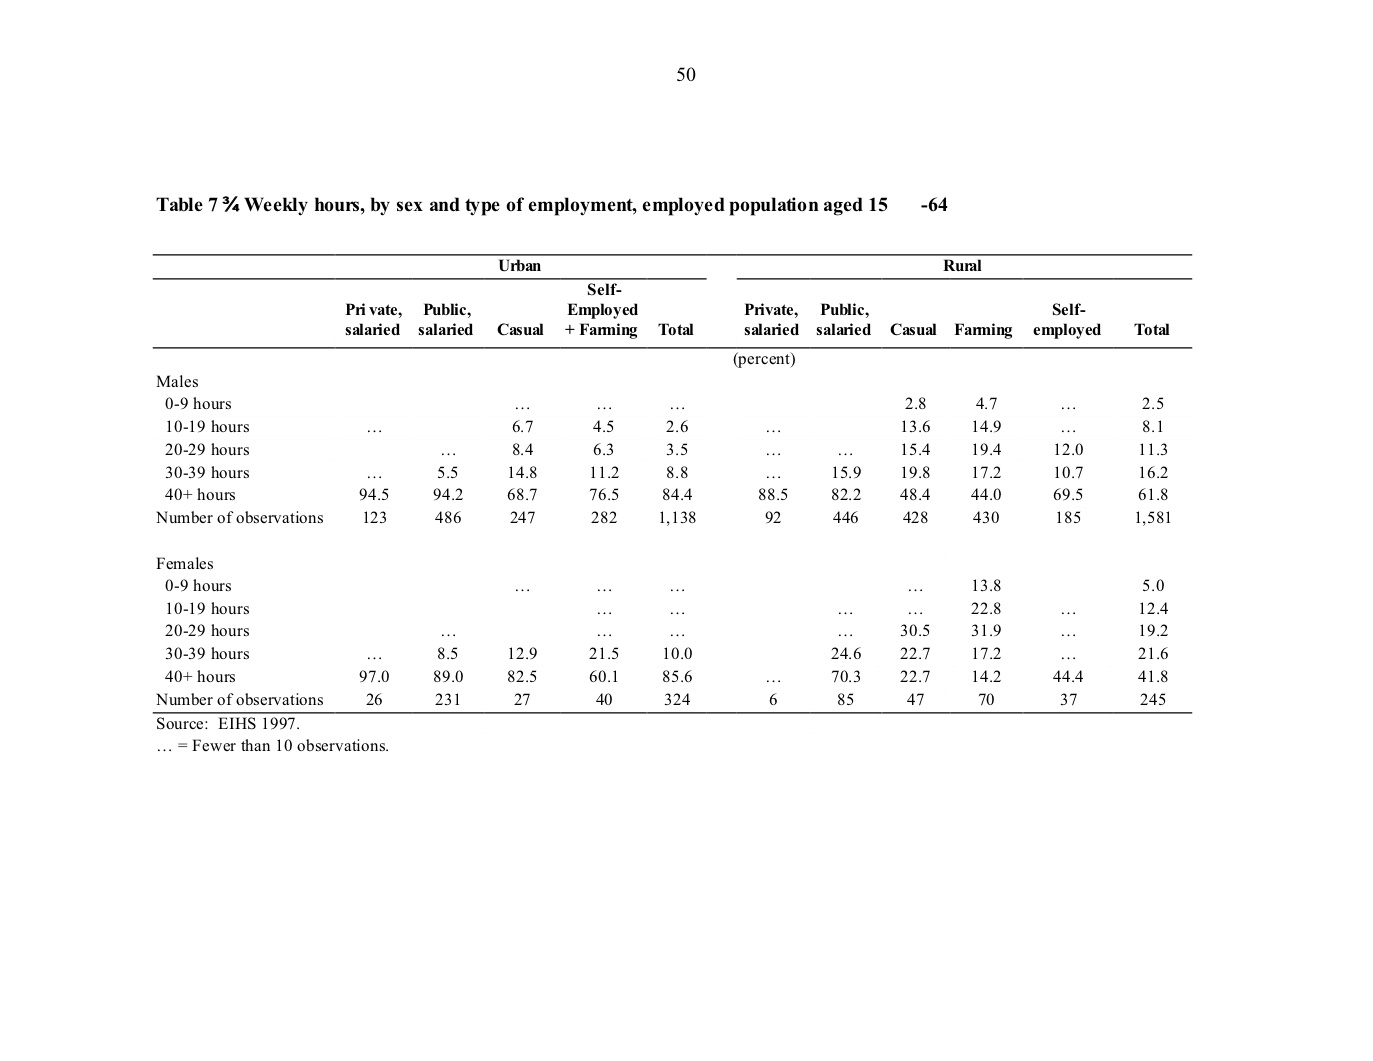 50
Table 7 ¾ Weekly hours, by sex and type of employment, employed population aged 15 -64
Urban Rural
Private, salaried Public, salaried Casual Self-Employed + Farming Total Private, salaried Public, salaried Casual Farming Self-employed Total
(percent)
Males
0-9 hours … … … 2.8 4.7 … 2.5
10-19 hours … 6.7 4.5 2.6 … 13.6 14.9 … 8.1
20-29 hours … 8.4 6.3 3.5 … … 15.4 19.4 12.0 11.3
30-39 hours … 5.5 14.8 11.2 8.8 … 15.9 19.8 17.2 10.7 16.2
40+ hours 94.5 94.2 68.7 76.5 84.4 88.5 82.2 48.4 44.0 69.5 61.8
Number of observations 123 486 247 282 1,138 92 446 428 430 185 1,581
Females
0-9 hours … … … … 13.8 5.0
10-19 hours … … … … 22.8 … 12.4
20-29 hours … … … … 30.5 31.9 … 19.2
30-39 hours … 8.5 12.9 21.5 10.0 24.6 22.7 17.2 … 21.6
40+ hours 97.0 89.0 82.5 60.1 85.6 … 70.3 22.7 14.2 44.4 41.8
Number of observations 26 231 27 40 324 6 85 47 70 37 245
Source: EIHS 1997.
… = Fewer than 10 observations.